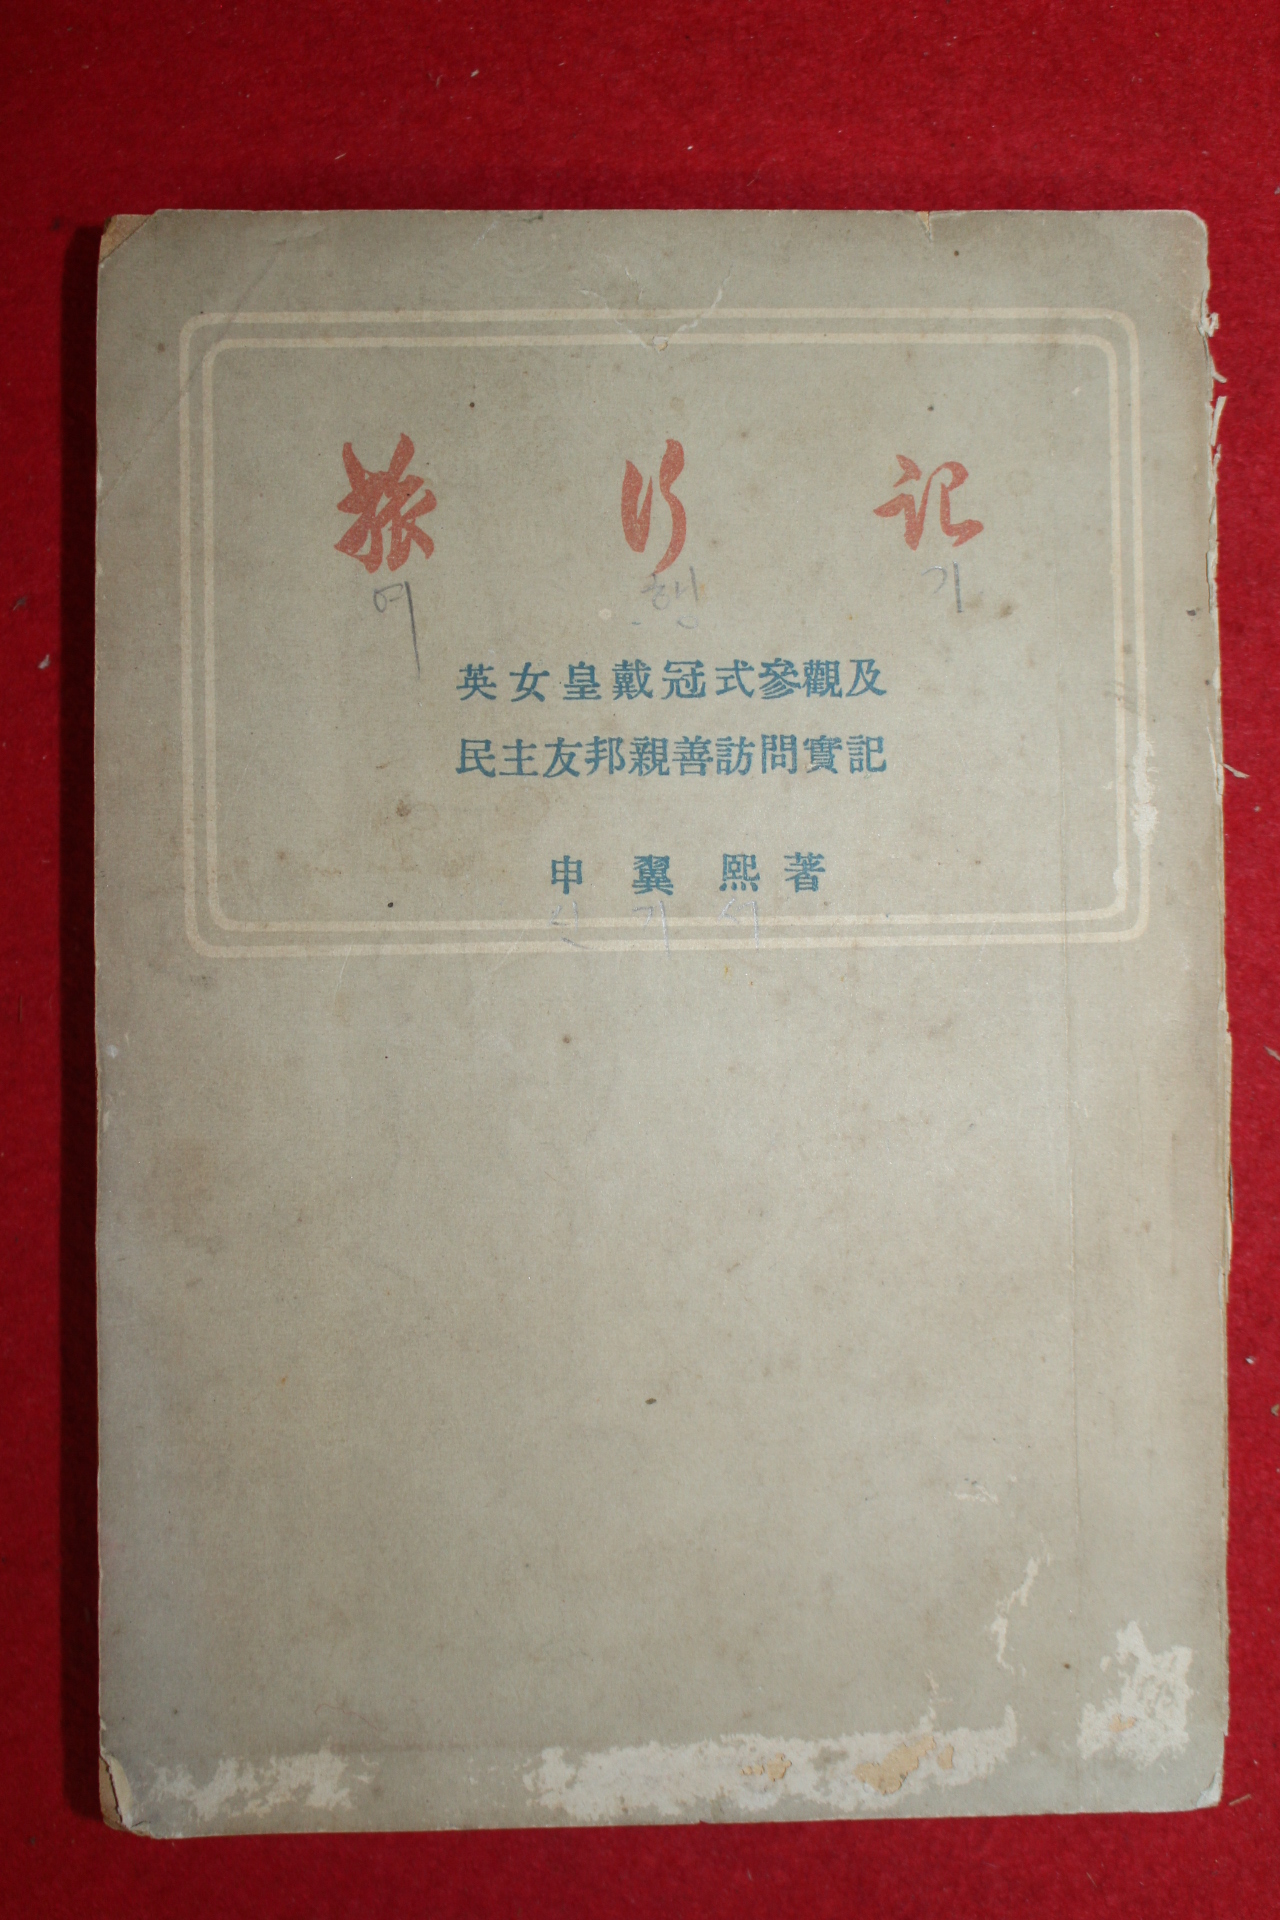 旅行記
여행기
英女皇戴冠式參觀及
民主友邦親善訪問實記
申翼熙著